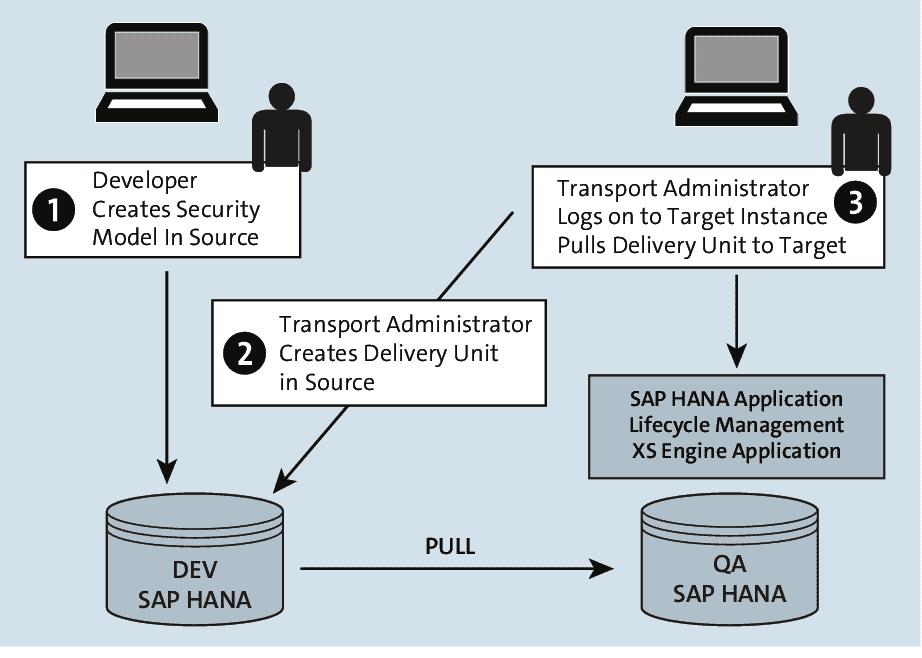 1
Developer
Creates Security
Model In Source
2
Transport Administrator
Creates Delivery Unit
in Source
3
Transport Administrator
Logs on to Target Instance
Pulls Delivery Unit to Target
SAP HANA Application
Lifecycle Management
XS Engine Application
DEV
SAP HANA
PULL
QA
SAP HANA